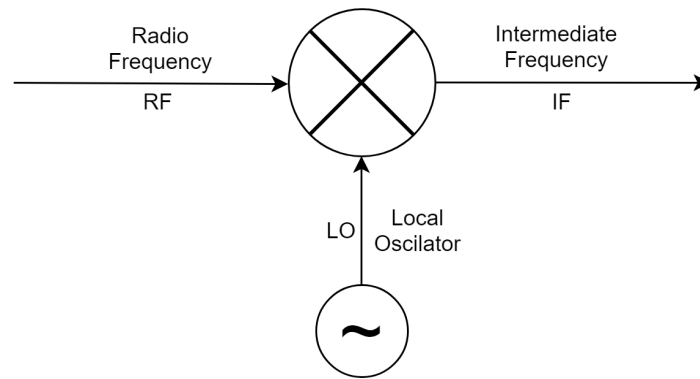 Radio
Frequency
RF
Intermediate
Frequency
IF
LO
Local
Oscilator
~